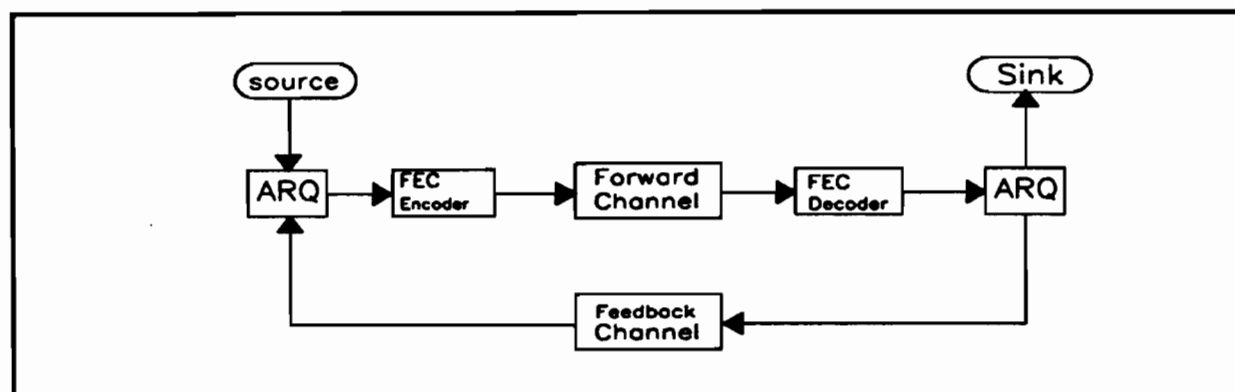 source
Sink
ARQ
FEC
Encoder
Forward
Channel
FEC
Decoder
ARQ
Feedback
Channel